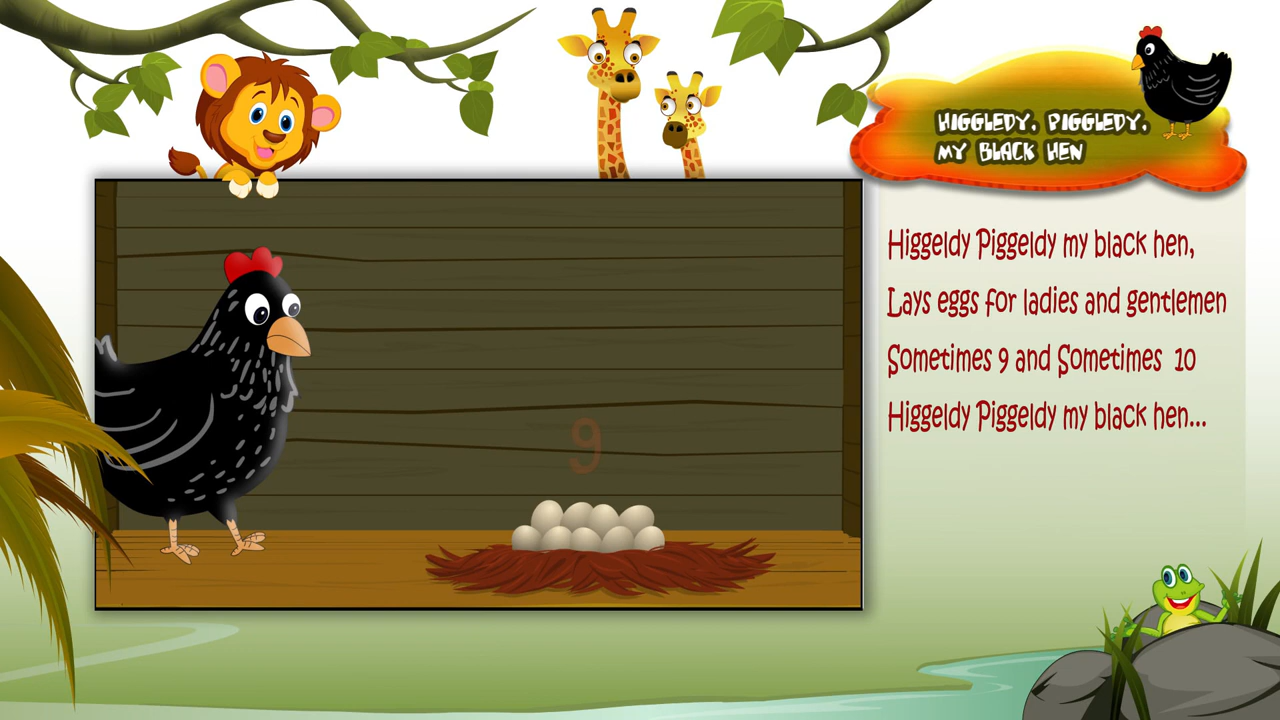 HIGGLEDY, PIGGLEDY,
MY BLACK HEN
Higgeldy Piggeldy my black hen,
Lays eggs for ladies and gentlemen
Sometimes 9 and Sometimes 10
Higgeldy Piggeldy my black hen...
9